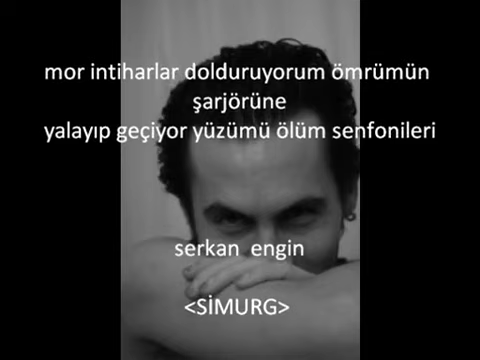 mor intiharlar dolduruyorum ömrümün
şarjörüne
yalayıp geçiyor yüzümü ölüm senfonileri
serkan engin
<SİMURG>